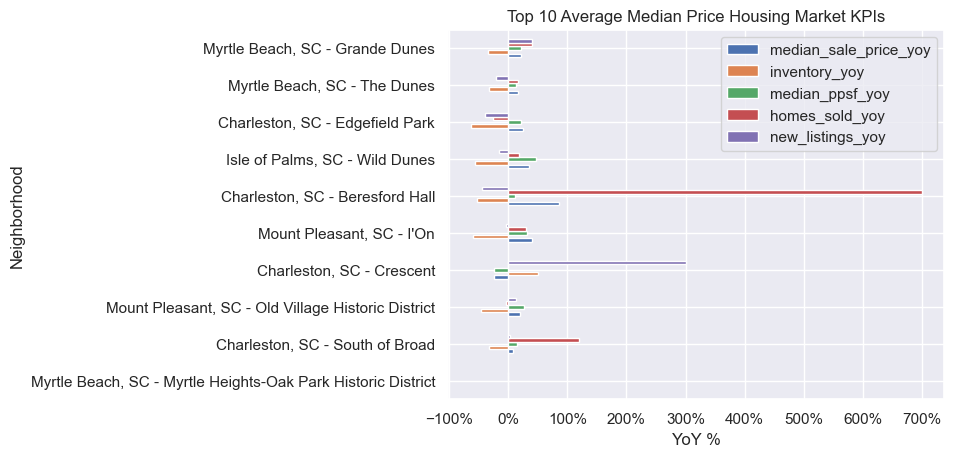 Top 10 Average Median Price Housing Market KPIs
Myrtle Beach, SC - Grande Dunes
Myrtle Beach, SC - The Dunes
Charleston, SC - Edgefield Park
Isle of Palms, SC - Wild Dunes
Charleston, SC - Beresford Hall
Mount Pleasant, SC - I'On
Charleston, SC - Crescent
Mount Pleasant, SC - Old Village Historic District
Charleston, SC - South of Broad
Myrtle Beach, SC - Myrtle Heights-Oak Park Historic District
Neighborhood
median_sale_price_yoy
inventory_yoy
median_ppsf_yoy
homes_sold_yoy
new_listings_yoy
−100% 0% 100% 200% 300% 400% 500% 600% 700%
YoY %